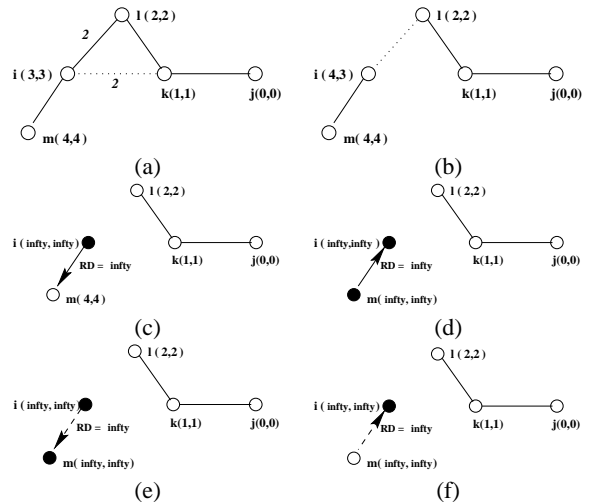 l ( 2,2 )
2
i ( 3,3 )
2
k(1,1)
j(0,0)
m( 4,4 )
(a)
l ( 2,2 )
i ( 4,3 )
k(1,1)
j(0,0)
m( 4,4 )
(b)
l ( 2,2 )
i ( infty, infty )
RD = infty
k(1,1)
j(0,0)
m( 4,4 )
(c)
l ( 2,2 )
i ( infty,infty )
RD = infty
k(1,1)
j(0,0)
m( infty, infty )
(d)
l ( 2,2 )
i ( infty, infty )
RD = infty
k(1,1)
j(0,0)
m( infty, infty )
(e)
l ( 2,2 )
i ( infty, infty )
RD = infty
k(1,1)
j(0,0)
m( infty, infty )
(f)